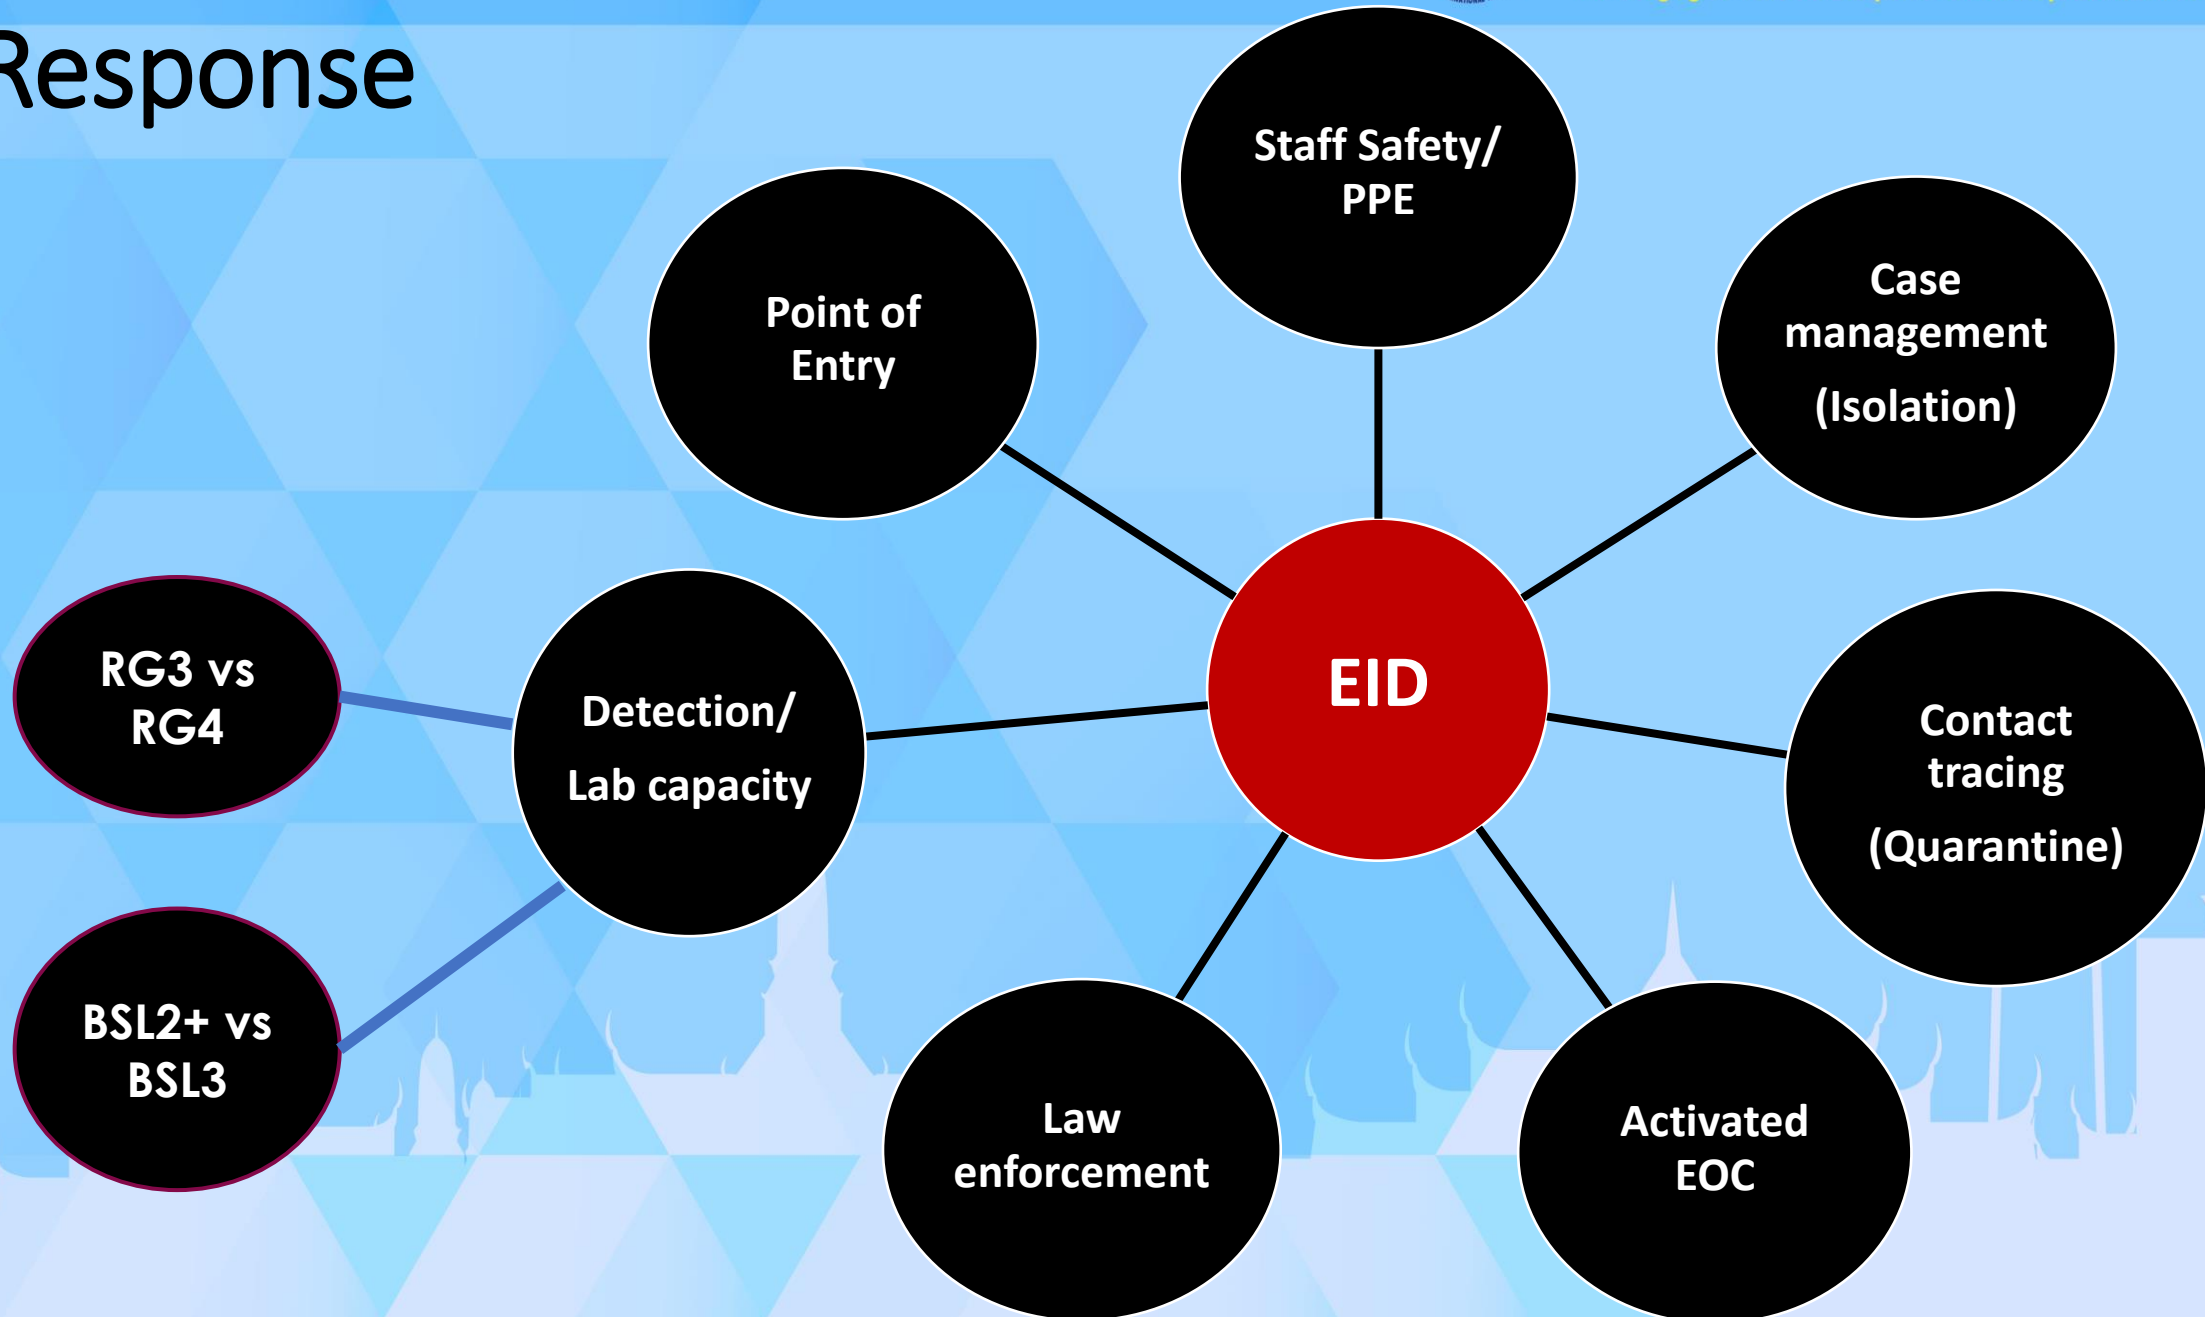 Response
Staff Safety/
PPE
Point of
Entry
Case
management
(Isolation)
EID
RG3 vs
RG4
Detection/
Lab capacity
Contact
tracing
(Quarantine)
BSL2+ vs
BSL3
Law
enforcement
Activated
EOC